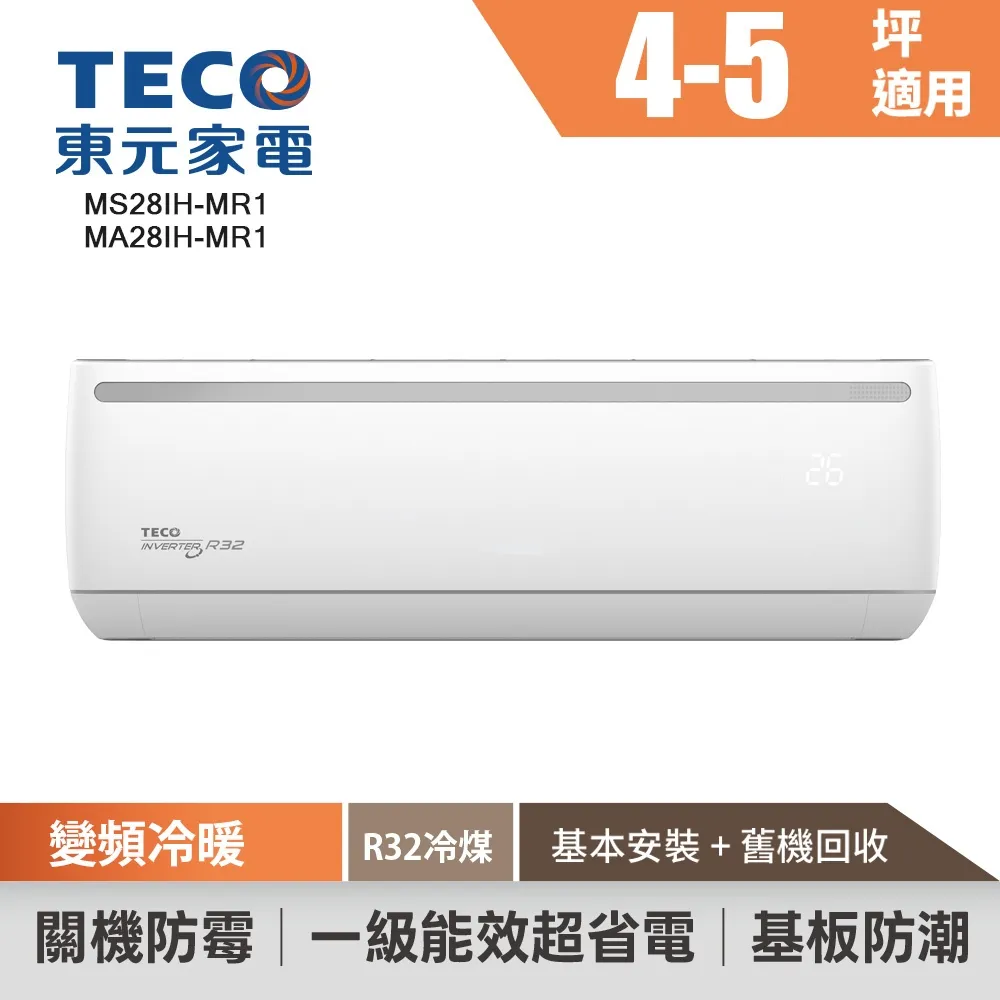 TECO
東元家電
MS28IH-MR1
MA28IH-MR1
4-5 坪適用
26
TECO
INVERTER R32
變頻冷暖
R32冷煤
基本安裝 + 舊機回收
關機防霉 | 一級能效超省電 | 基板防潮